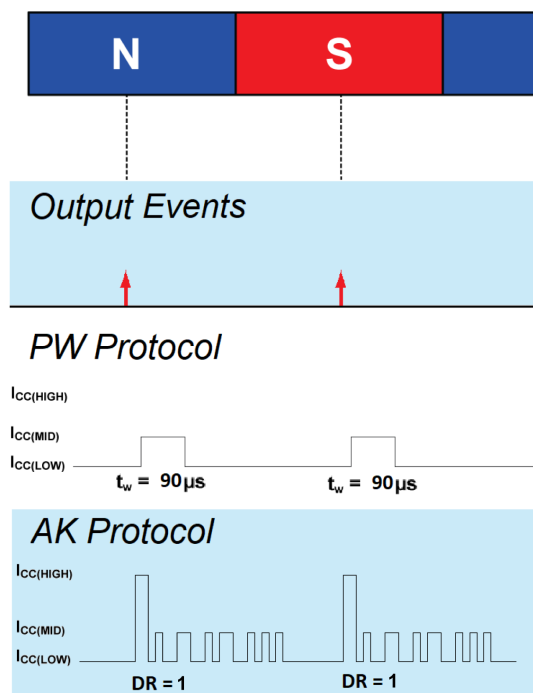 N S
Output Events
PW Protocol
ICC(HIGH)
ICC(MID)
ICC(LOW)
tw = 90μs tw = 90μs
AK Protocol
ICC(HIGH)
ICC(MID)
ICC(LOW)
DR = 1 DR = 1